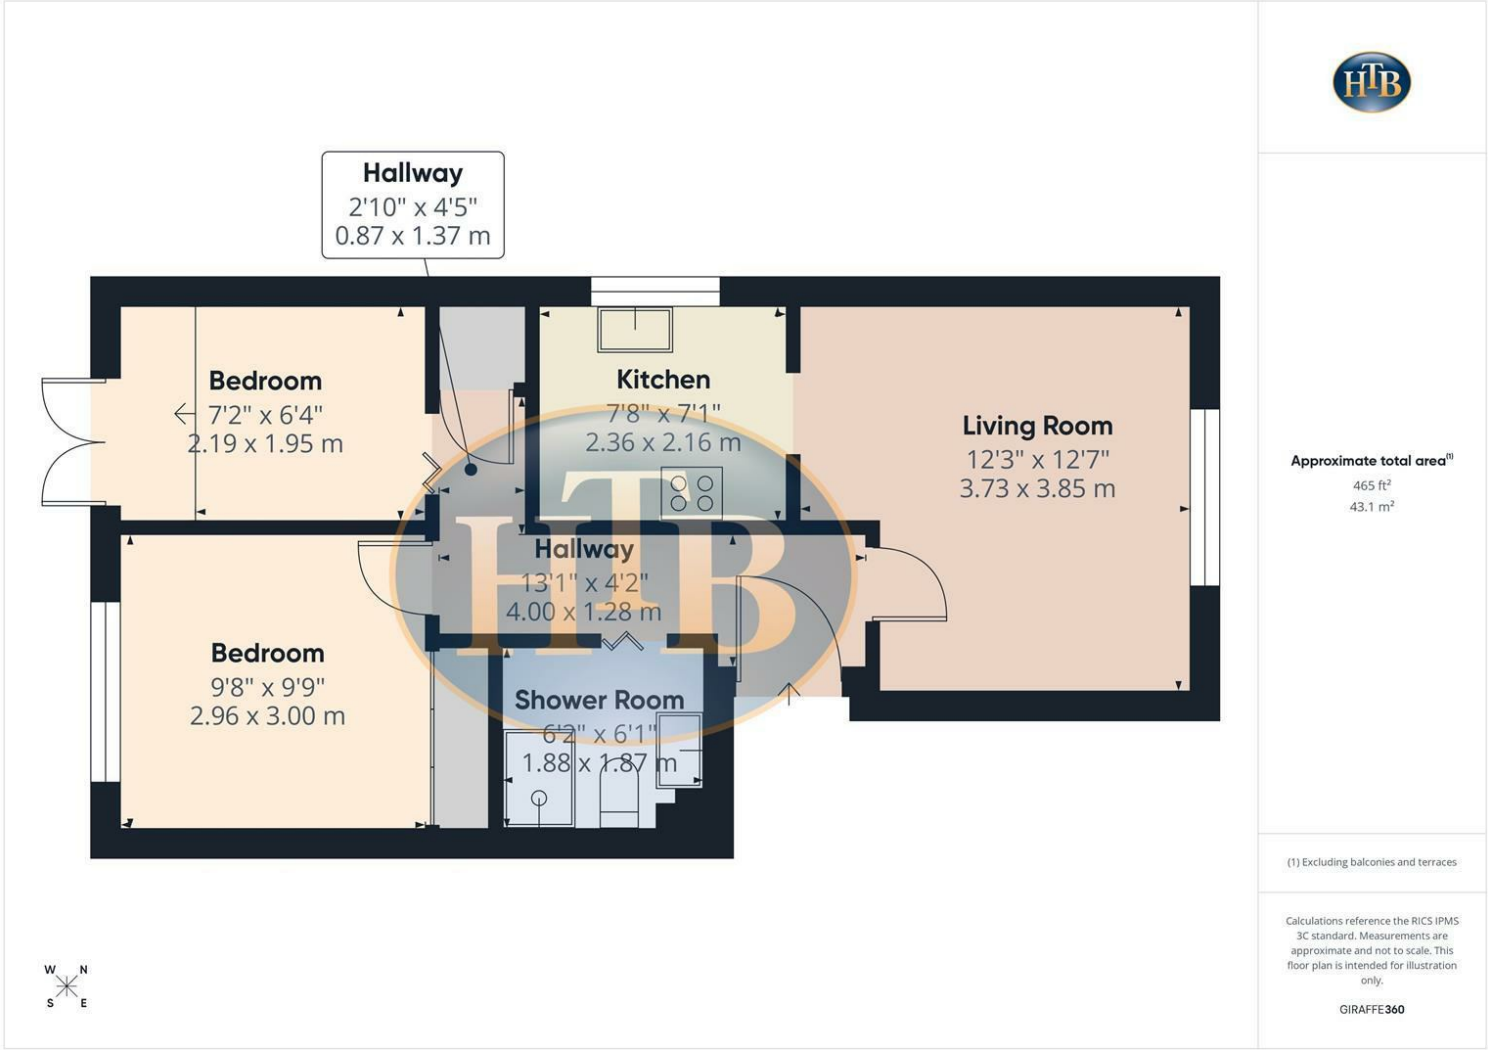 HTB
Hallway
2'10" x 4'5"
0.87 x 1.37 m
Bedroom
7'2" x 6'4"
2.19 x 1.95 m
Kitchen
7'8" x 7'1"
2.36 x 2.16 m
Living Room
12'3" x 12'7"
3.73 x 3.85 m
Hallway
13'1" x 4'2"
4.00 x 1.28 m
HTB
Bedroom
9'8" x 9'9"
2.96 x 3.00 m
Shower Room
6'2" x 6'1"
1.88 x 1.87 m
W N
S E
Approximate total area(1)
465 ft²
43.1 m²
(1) Excluding balconies and terraces
Calculations reference the RICS IPMS
3C standard. Measurements are
approximate and not to scale. This
floor plan is intended for illustration
only.
GIRAFFE360